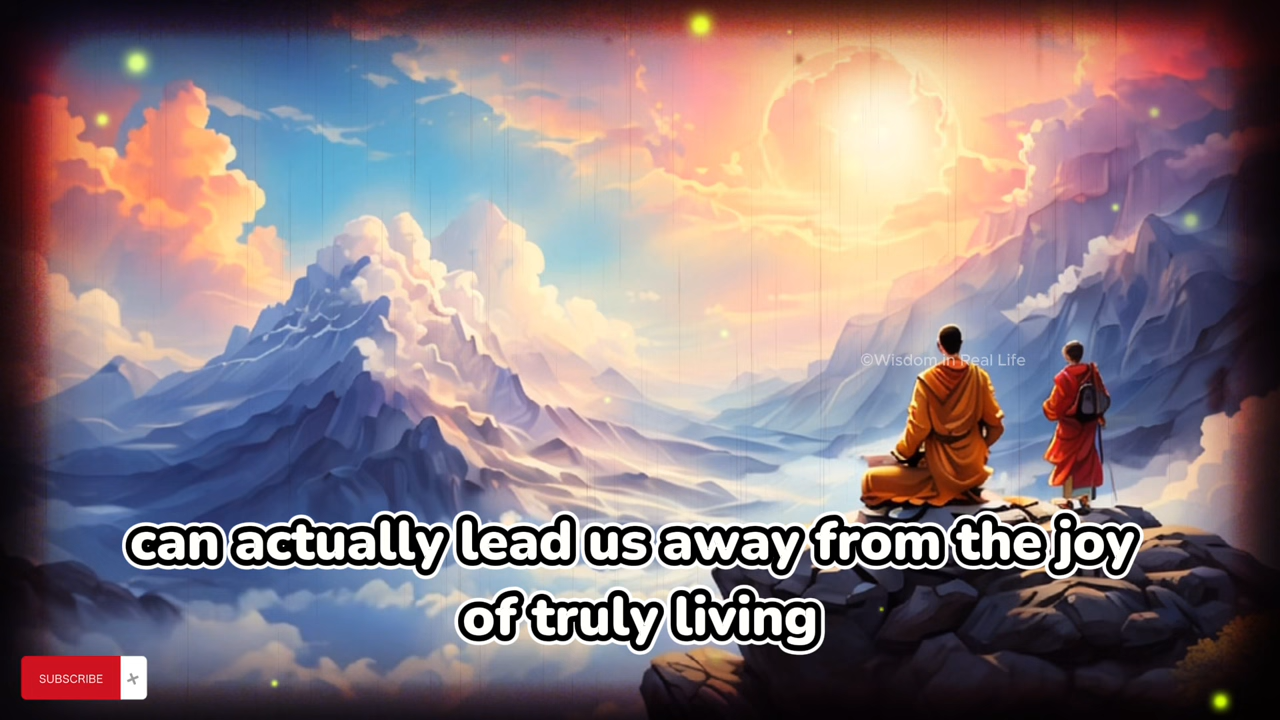 ©Wisdom in Real Life
can actually lead us away from the joy
of truly living
SUBSCRIBE